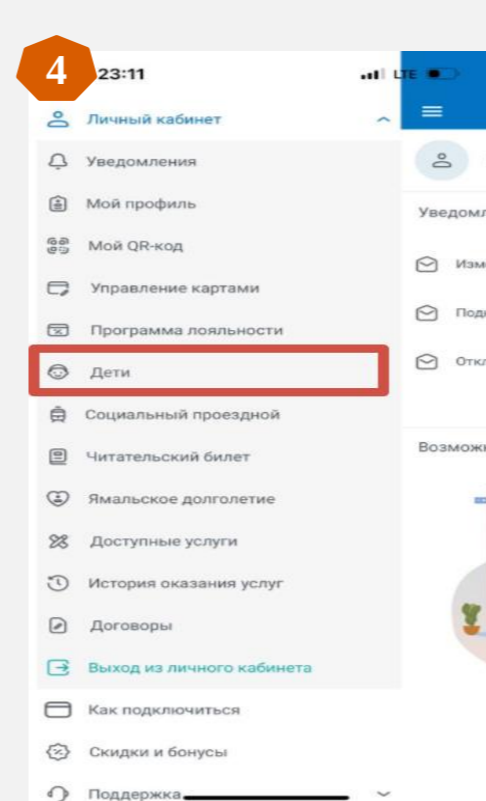 4
23:11
LTE
Личный кабинет
Уведомления
Мой профиль
Мой QR-код
Управление картами
Программа лояльности
Дети
Социальный проездной
Читательский билет
Ямальское долголетие
Доступные услуги
История оказания услуг
Договоры
Выход из личного кабинета
Как подключиться
Скидки и бонусы
Поддержка